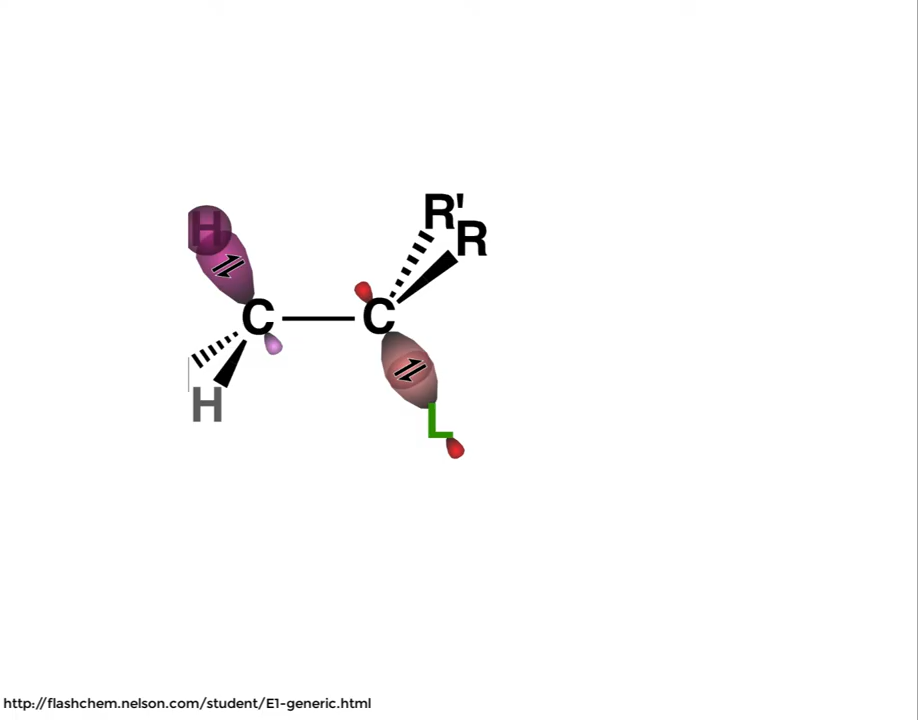 R'
H
R
C
C
H
L
http://flashchem.nelson.com/student/E1-generic.html